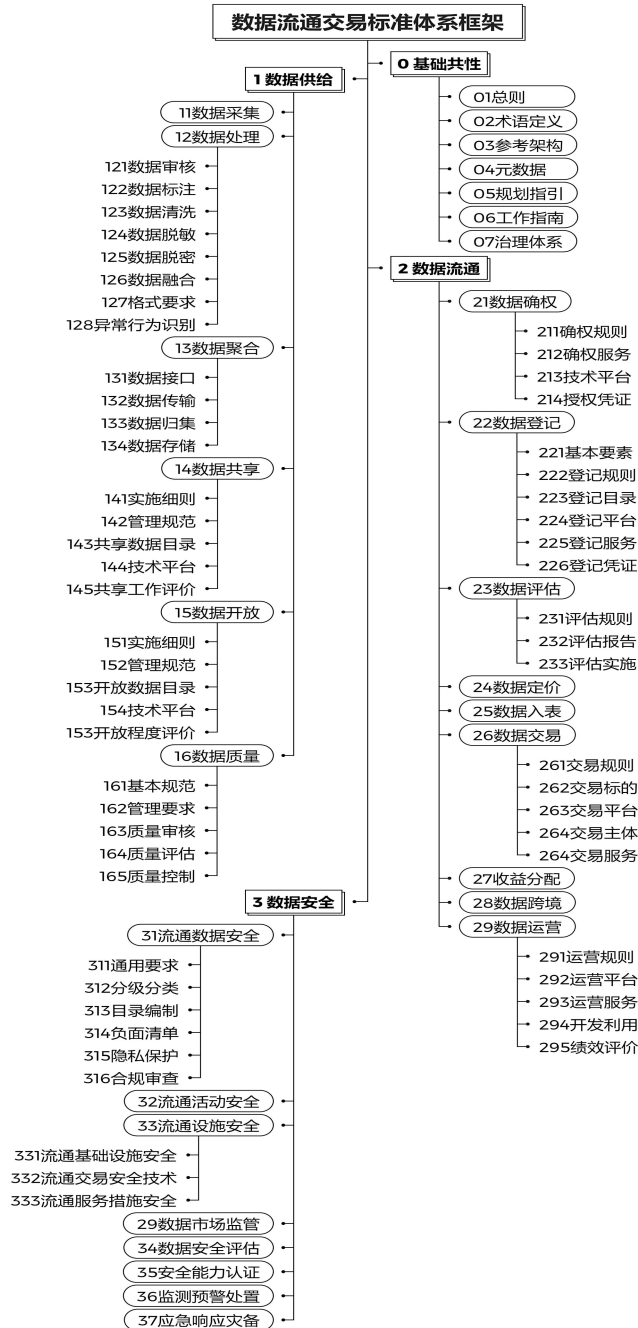 数据流通交易标准体系框架
0 基础共性
01总则
02术语定义
03参考架构
04元数据
05规划指引
06工作指南
07治理体系
1 数据供给
11数据采集
12数据处理
121数据审核
122数据标注
123数据清洗
124数据脱敏
125数据脱密
126数据融合
127格式要求
128异常行为识别
13数据聚合
131数据接口
132数据传输
133数据归集
134数据存储
14数据共享
141实施细则
142管理规范
143共享数据目录
144技术平台
145共享工作评价
15数据开放
151实施细则
152管理规范
153开放数据目录
154技术平台
153开放程度评价
16数据质量
161基本规范
162管理要求
163质量审核
164质量评估
165质量控制
2 数据流通
21数据确权
211确权规则
212确权服务
213技术平台
214授权凭证
22数据登记
221基本要素
222登记规则
223登记目录
224登记平台
225登记服务
226登记凭证
23数据评估
231评估规则
232评估报告
233评估实施
24数据定价
25数据入表
26数据交易
261交易规则
262交易标的
263交易平台
264交易主体
264交易服务
27收益分配
28数据跨境
29数据运营
291运营规则
292运营平台
293运营服务
294开发利用
295绩效评价
3 数据安全
31流通数据安全
311通用要求
312分级分类
313目录编制
314负面清单
315隐私保护
316合规审查
32流通活动安全
33流通设施安全
331流通基础设施安全
332流通交易安全技术
333流通服务措施安全
29数据市场监管
34数据安全评估
35安全能力认证
36监测预警处置
37应急响应灾备